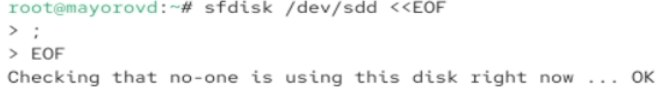 root@mayorovd:~# sfdisk /dev/sdd <<EOF
> ;
> EOF
Checking that no-one is using this disk right now ... OK